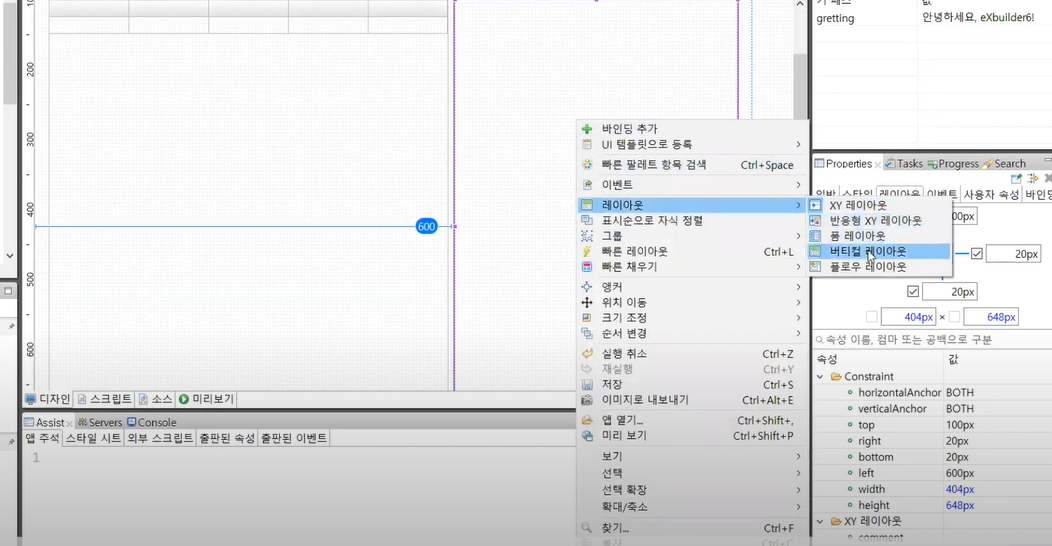 값
gretting 안녕하세요, eXbuilder6!
200
300
400
500
600
600
바인딩 추가
UI 템플릿으로 등록
빠른 팔레트 항목 검색 Ctrl+Space
이벤트
레이아웃
표시순으로 자식 정렬
그룹
빠른 레이아웃 Ctrl+L
빠른 채우기
앵커
위치 이동
크기 조정
순서 변경
실행 취소 Ctrl+Z
재실행 Ctrl+Y
저장 Ctrl+S
이미지로 내보내기 Ctrl+Alt+E
앱 열기... Ctrl+Shift+,
미리 보기 Ctrl+Shift+P
보기
선택
선택 확장
확대/축소
찾기... Ctrl+F
XY 레이아웃
반응형 XY 레이아웃
폼 레이아웃
버티컬 레이아웃
플로우 레이아웃
Properties Tasks Progress Search
일반 스타일 레이아웃 이벤트 사용자 속성
00px
20px
20px
404px × 648px
속성 이름, 컴마 또는 공백으로 구분
속성 값
Constraint
horizontalAnchor BOTH
verticalAnchor BOTH
top 100px
right 20px
bottom 20px
left 600px
width 404px
height 648px
XY 레이아웃
comment
디자인 스크립트 소스 미리보기
Assist Servers Console
앱 주석 스타일 시트 외부 스크립트 출판된 속성 출판된 이벤트
1